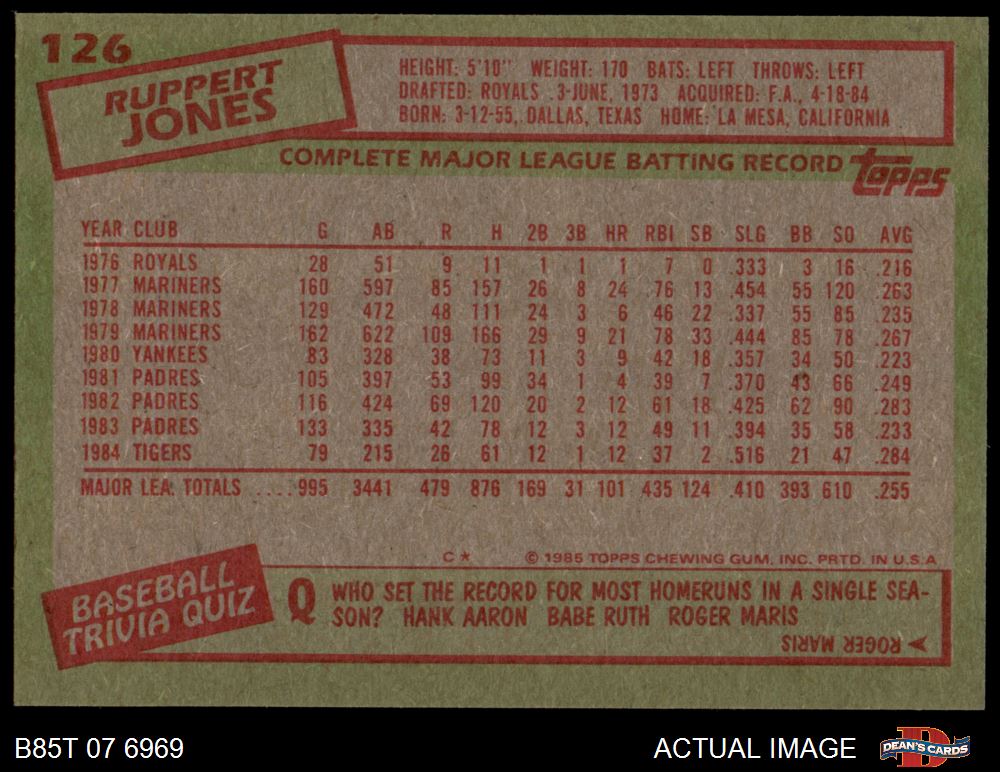 126
RUPPERT
JONES
HEIGHT: 5'10" WEIGHT: 170 BATS: LEFT THROWS: LEFT
DRAFTED: ROYALS .3-JUNE, 1973 ACQUIRED: F.A., 4-18-84
BORN: 3-12-55, DALLAS, TEXAS HOME: LA MESA, CALIFORNIA
COMPLETE MAJOR LEAGUE BATTING RECORD topps
YEAR CLUB G AB R H 2B 3B HR RBI SB SLG BB SO AVG
1976 ROYALS 28 51 9 11 1 1 1 7 0 .333 3 16 .216
1977 MARINERS 160 597 85 157 26 8 24 76 13 .454 55 120 .263
1978 MARINERS 129 472 48 111 24 3 6 46 22 .337 55 85 .235
1979 MARINERS 162 622 109 166 29 9 21 78 33 .444 85 78 .267
1980 YANKEES 83 328 38 73 11 3 9 42 18 .357 34 50 .223
1981 PADRES 105 397 53 99 34 1 4 39 7 .370 43 66 .249
1982 PADRES 116 424 69 120 20 2 12 61 18 .425 62 90 .283
1983 PADRES 133 335 42 78 12 3 12 49 11 .394 35 58 .233
1984 TIGERS 79 215 26 61 12 1 12 37 2 .516 21 47 .284
MAJOR LEA. TOTALS ....995 3441 479 876 169 31 101 435 124 .410 393 610 .255
C* © 1985 TOPPS CHEWING GUM, INC. PRTD. IN U.S.A
BASEBALL
TRIVIA QUIZ
Q WHO SET THE RECORD FOR MOST HOMERUNS IN A SINGLE SEA-
SON? HANK AARON BABE RUTH ROGER MARIS
ROGER MARIS
B85T 07 6969 ACTUAL IMAGE DEAN'S CARDS